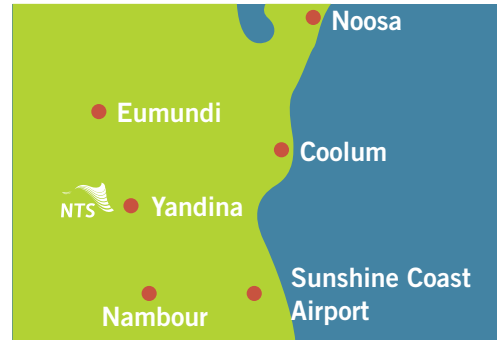 Noosa
Eumundi
Coolum
NTS
Yandina
Sunshine Coast
Airport
Nambour